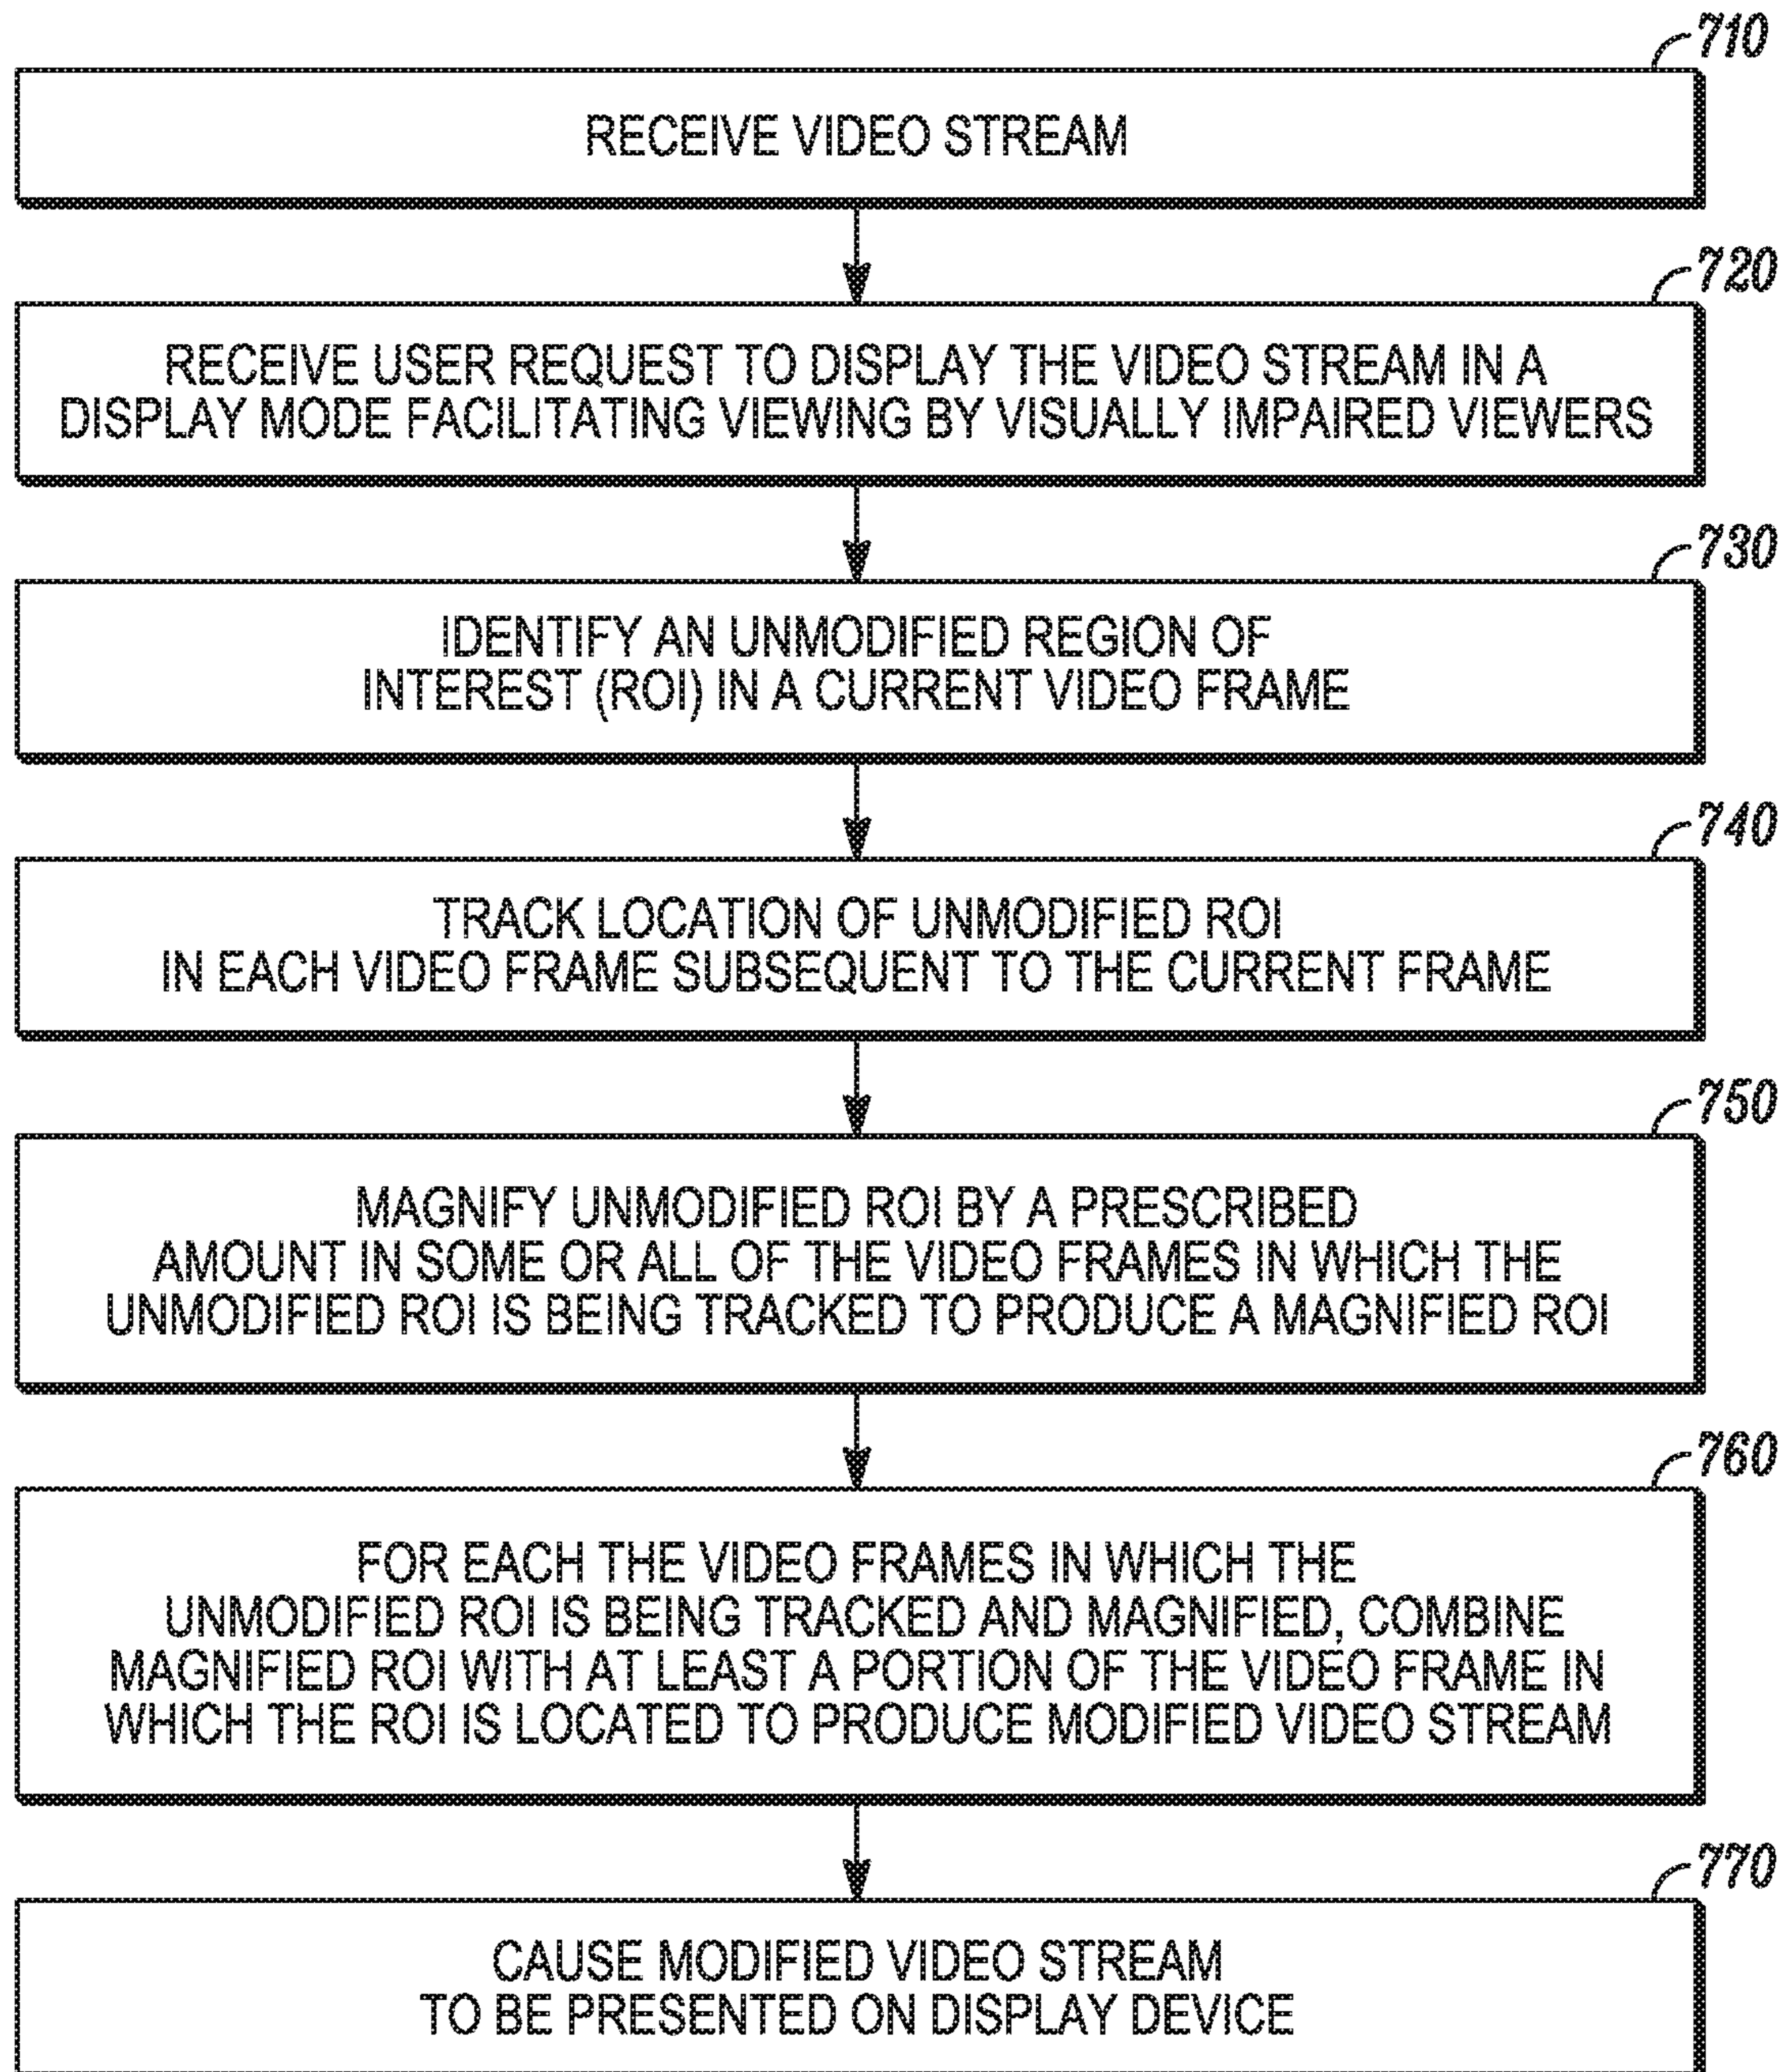 710
RECEIVE VIDEO STREAM
720
RECEIVE USER REQUEST TO DISPLAY THE VIDEO STREAM IN A
DISPLAY MODE FACILITATING VIEWING BY VISUALLY IMPAIRED VIEWERS
730
IDENTIFY AN UNMODIFIED REGION OF
INTEREST (ROI) IN A CURRENT VIDEO FRAME
740
TRACK LOCATION OF UNMODIFIED ROI
IN EACH VIDEO FRAME SUBSEQUENT TO THE CURRENT FRAME
750
MAGNIFY UNMODIFIED ROI BY A PRESCRIBED
AMOUNT IN SOME OR ALL OF THE VIDEO FRAMES IN WHICH THE
UNMODIFIED ROI IS BEING TRACKED TO PRODUCE A MAGNIFIED ROI
760
FOR EACH THE VIDEO FRAMES IN WHICH THE
UNMODIFIED ROI IS BEING TRACKED AND MAGNIFIED, COMBINE
MAGNIFIED ROI WITH AT LEAST A PORTION OF THE VIDEO FRAME IN
WHICH THE ROI IS LOCATED TO PRODUCE MODIFIED VIDEO STREAM
770
CAUSE MODIFIED VIDEO STREAM
TO BE PRESENTED ON DISPLAY DEVICE